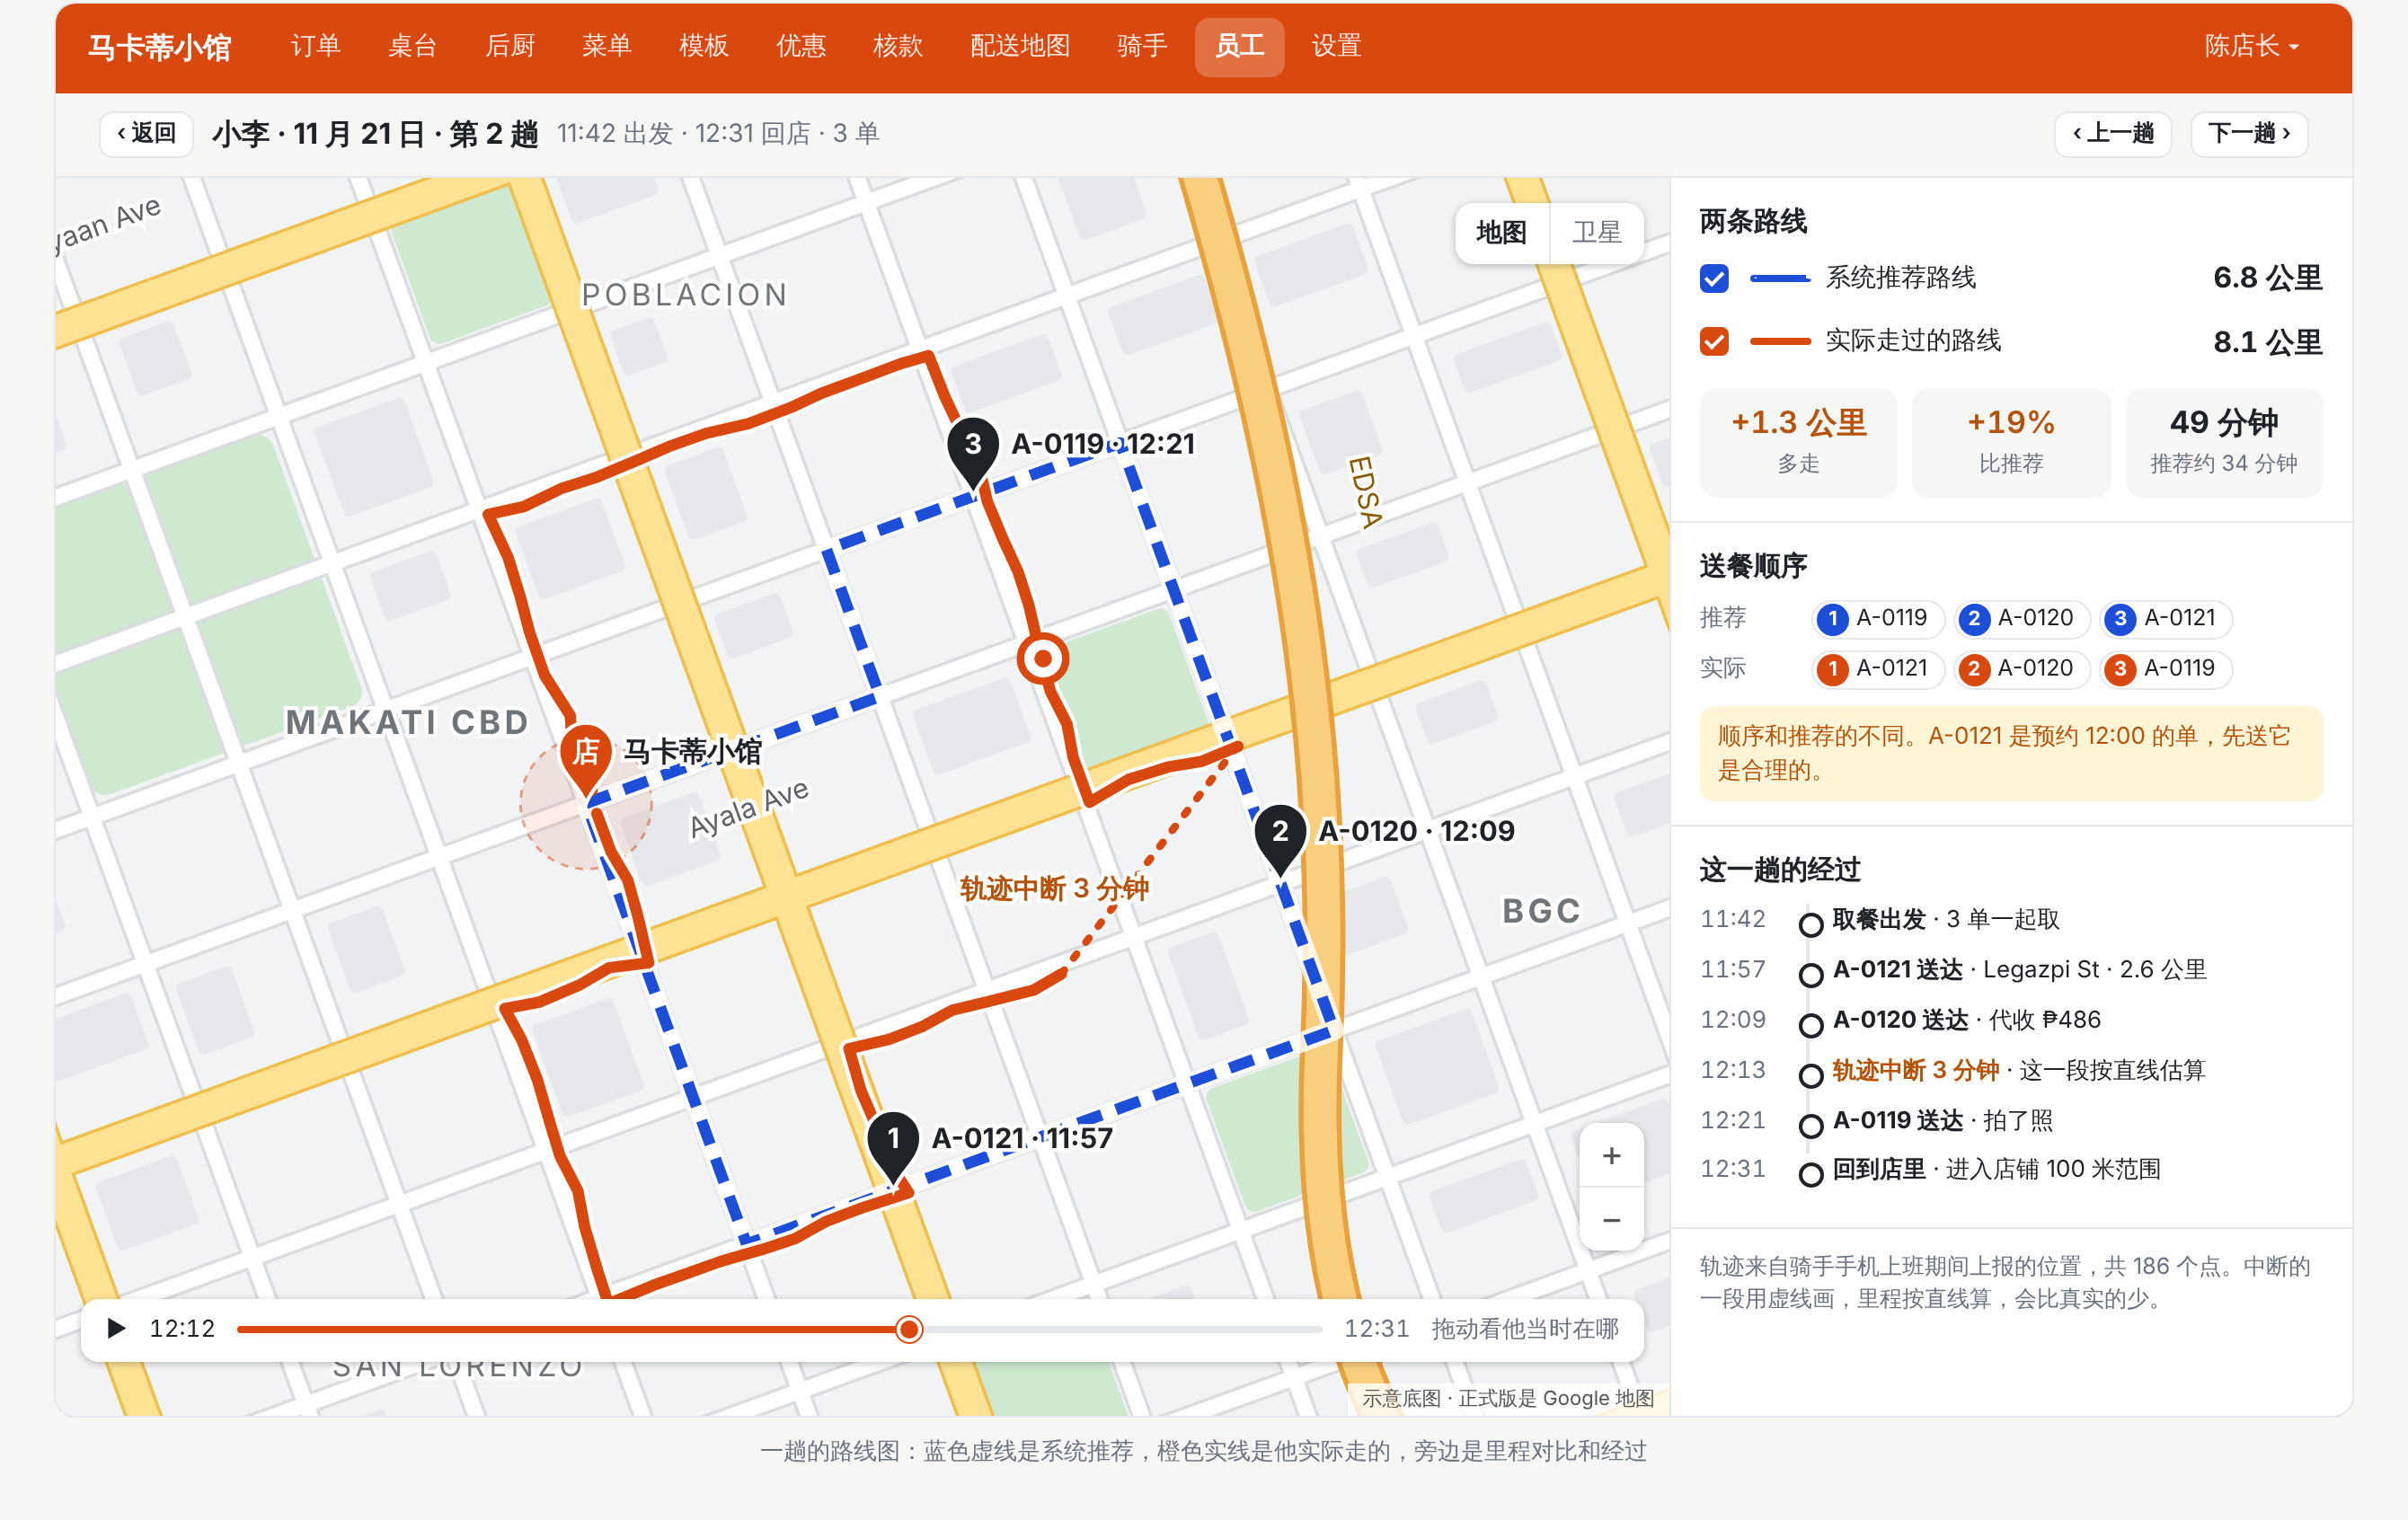 马卡蒂小馆 订单 桌台 后厨 菜单 模板 优惠 核款 配送地图 骑手 员工 设置 陈店长
‹ 返回 小李 · 11 月 21 日 · 第 2 趟 11:42 出发 · 12:31 回店 · 3 单 ‹ 上一趟 下一趟 ›
yaan Ave
地图 卫星
POBLACION
3 A-0119 · 12:21
EDSA
MAKATI CBD
店 马卡蒂小馆
Ayala Ave
2 A-0120 · 12:09
轨迹中断 3 分钟
BGC
1 A-0121 · 11:57
+
−
12:12 12:31 拖动看他当时在哪
SAN LORENZO
示意底图 · 正式版是 Google 地图
两条路线
系统推荐路线 6.8 公里
实际走过的路线 8.1 公里
+1.3 公里 +19% 49 分钟
多走 比推荐 推荐约 34 分钟
送餐顺序
推荐 1 A-0119 2 A-0120 3 A-0121
实际 1 A-0121 2 A-0120 3 A-0119
顺序和推荐的不同。A-0121 是预约 12:00 的单，先送它
是合理的。
这一趟的经过
11:42 取餐出发 · 3 单一起取
11:57 A-0121 送达 · Legazpi St · 2.6 公里
12:09 A-0120 送达 · 代收 ₱486
12:13 轨迹中断 3 分钟 · 这一段按直线估算
12:21 A-0119 送达 · 拍了照
12:31 回到店里 · 进入店铺 100 米范围
轨迹来自骑手手机上班期间上报的位置，共 186 个点。中断的
一段用虚线画，里程按直线算，会比真实的少。
一趟的路线图：蓝色虚线是系统推荐，橙色实线是他实际走的，旁边是里程对比和经过